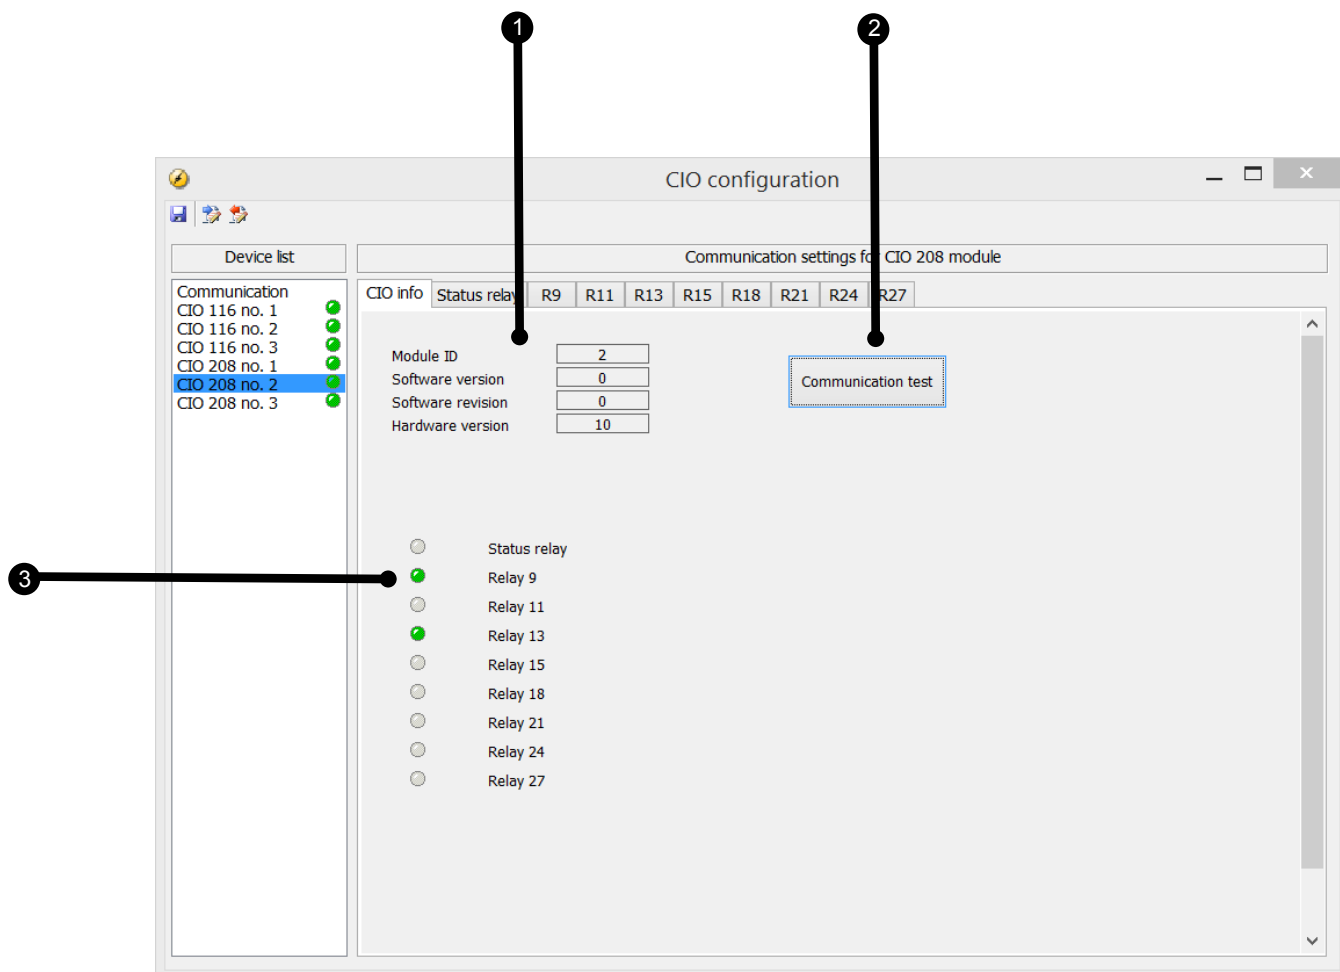 1
2
CIO configuration
Device list
Communication settings for CIO 208 module
Communication
CIO 116 no. 1
CIO 116 no. 2
CIO 116 no. 3
CIO 208 no. 1
CIO 208 no. 2
CIO 208 no. 3
CIO info Status relay R9 R11 R13 R15 R18 R21 R24 R27
Module ID 2
Software version 0
Software revision 0
Hardware version 10
Communication test
3
Status relay
Relay 9
Relay 11
Relay 13
Relay 15
Relay 18
Relay 21
Relay 24
Relay 27